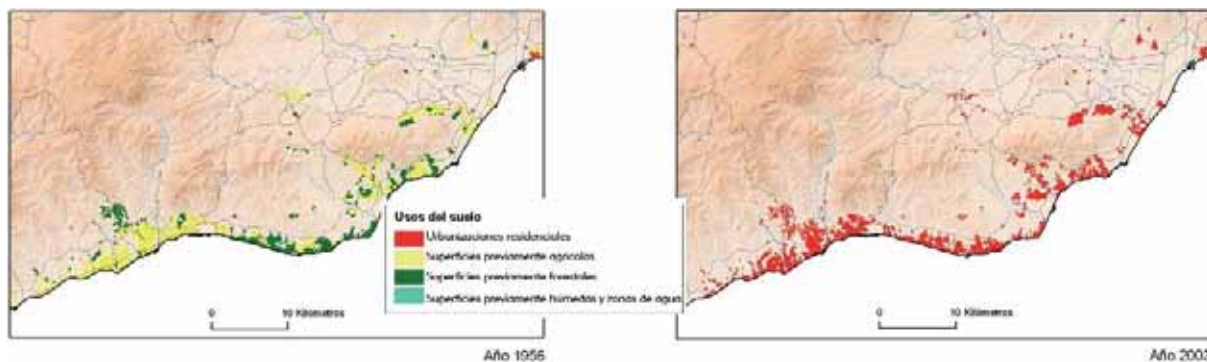 Usos del suelo
Urbanizaciones residenciales
Superficies previamente agrícolas
Superficies previamente forestales
Superficies previamente húmedas y zonas de agua
0 10 Kilómetros
0 10 Kilómetros
Año 1956
Año 2003